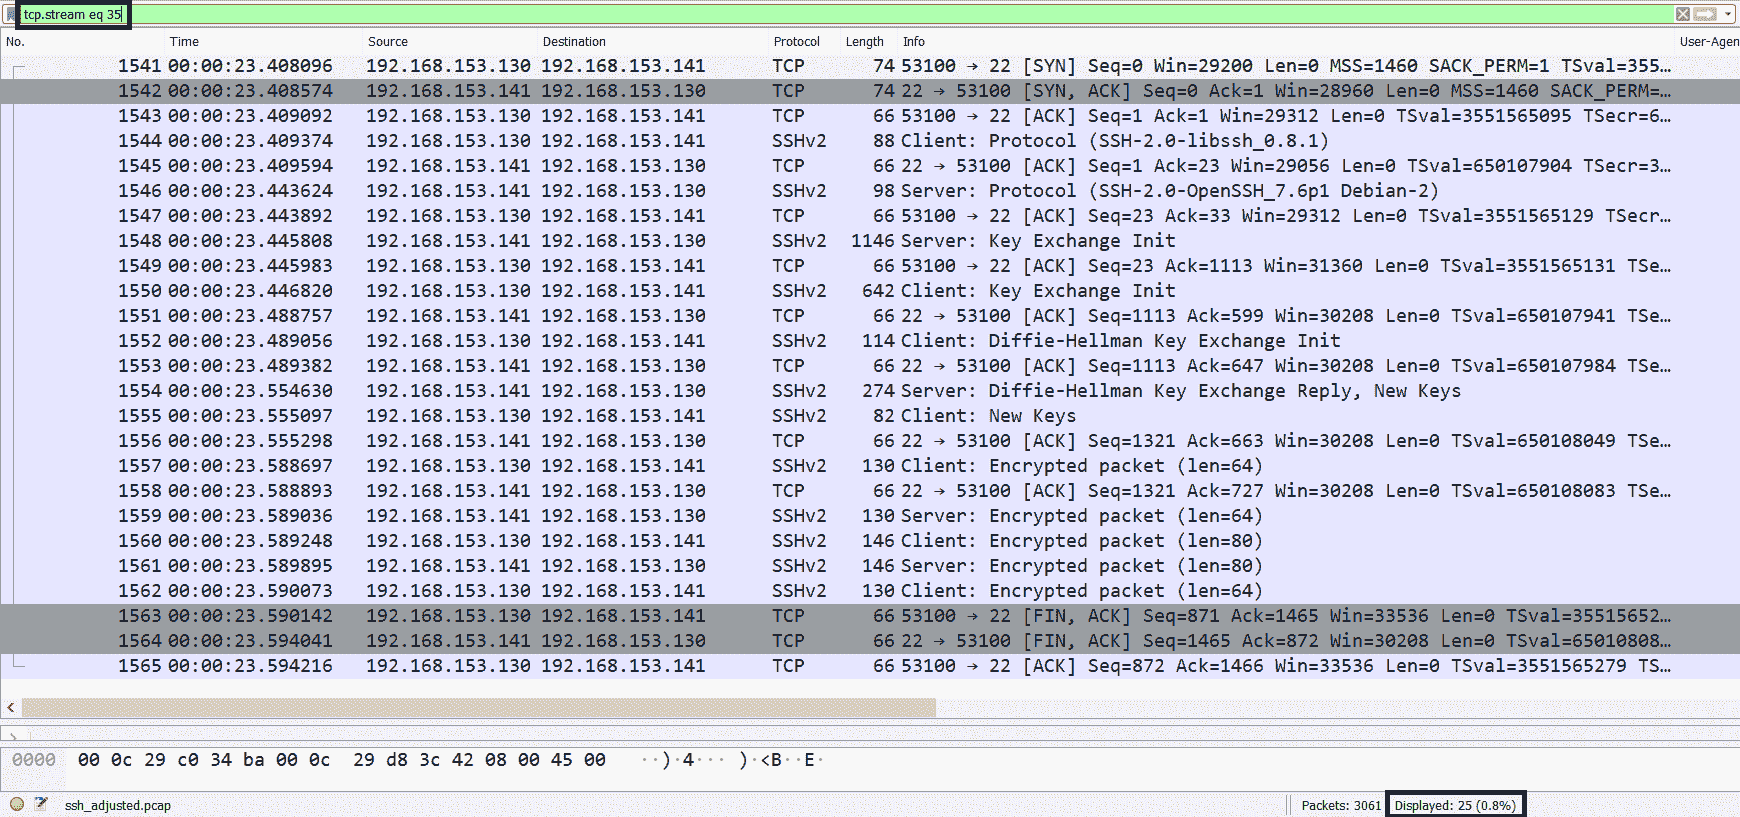 tcp.stream eq 35
No. Time Source Destination Protocol Length Info User-Agen
1541 00:00:23.408096 192.168.153.130 192.168.153.141 TCP 74 53100 → 22 [SYN] Seq=0 Win=29200 Len=0 MSS=1460 SACK_PERM=1 TSval=355…
1542 00:00:23.408574 192.168.153.141 192.168.153.130 TCP 74 22 → 53100 [SYN, ACK] Seq=0 Ack=1 Win=28960 Len=0 MSS=1460 SACK_PERM=…
1543 00:00:23.409092 192.168.153.130 192.168.153.141 TCP 66 53100 → 22 [ACK] Seq=1 Ack=1 Win=29312 Len=0 TSval=3551565095 TSecr=6…
1544 00:00:23.409374 192.168.153.130 192.168.153.141 SSHv2 88 Client: Protocol (SSH-2.0-libssh_0.8.1)
1545 00:00:23.409594 192.168.153.141 192.168.153.130 TCP 66 22 → 53100 [ACK] Seq=1 Ack=23 Win=29056 Len=0 TSval=650107904 TSecr=3…
1546 00:00:23.443624 192.168.153.141 192.168.153.130 SSHv2 98 Server: Protocol (SSH-2.0-OpenSSH_7.6p1 Debian-2)
1547 00:00:23.443892 192.168.153.130 192.168.153.141 TCP 66 53100 → 22 [ACK] Seq=23 Ack=33 Win=29312 Len=0 TSval=3551565129 TSecr…
1548 00:00:23.445808 192.168.153.141 192.168.153.130 SSHv2 1146 Server: Key Exchange Init
1549 00:00:23.445983 192.168.153.130 192.168.153.141 TCP 66 53100 → 22 [ACK] Seq=23 Ack=1113 Win=31360 Len=0 TSval=3551565131 TSe…
1550 00:00:23.446820 192.168.153.130 192.168.153.141 SSHv2 642 Client: Key Exchange Init
1551 00:00:23.488757 192.168.153.141 192.168.153.130 TCP 66 22 → 53100 [ACK] Seq=1113 Ack=599 Win=30208 Len=0 TSval=650107941 TSe…
1552 00:00:23.489056 192.168.153.130 192.168.153.141 SSHv2 114 Client: Diffie-Hellman Key Exchange Init
1553 00:00:23.489382 192.168.153.141 192.168.153.130 TCP 66 22 → 53100 [ACK] Seq=1113 Ack=647 Win=30208 Len=0 TSval=650107984 TSe…
1554 00:00:23.554630 192.168.153.141 192.168.153.130 SSHv2 274 Server: Diffie-Hellman Key Exchange Reply, New Keys
1555 00:00:23.555097 192.168.153.130 192.168.153.141 SSHv2 82 Client: New Keys
1556 00:00:23.555298 192.168.153.141 192.168.153.130 TCP 66 22 → 53100 [ACK] Seq=1321 Ack=663 Win=30208 Len=0 TSval=650108049 TSe…
1557 00:00:23.588697 192.168.153.130 192.168.153.141 SSHv2 130 Client: Encrypted packet (len=64)
1558 00:00:23.588893 192.168.153.141 192.168.153.130 TCP 66 22 → 53100 [ACK] Seq=1321 Ack=727 Win=30208 Len=0 TSval=650108083 TSe…
1559 00:00:23.589036 192.168.153.141 192.168.153.130 SSHv2 130 Server: Encrypted packet (len=64)
1560 00:00:23.589248 192.168.153.130 192.168.153.141 SSHv2 146 Client: Encrypted packet (len=80)
1561 00:00:23.589895 192.168.153.141 192.168.153.130 SSHv2 146 Server: Encrypted packet (len=80)
1562 00:00:23.590073 192.168.153.130 192.168.153.141 SSHv2 130 Client: Encrypted packet (len=64)
1563 00:00:23.590142 192.168.153.130 192.168.153.141 TCP 66 53100 → 22 [FIN, ACK] Seq=871 Ack=1465 Win=33536 Len=0 TSval=35515652…
1564 00:00:23.594041 192.168.153.141 192.168.153.130 TCP 66 22 → 53100 [FIN, ACK] Seq=1465 Ack=872 Win=30208 Len=0 TSval=65010808…
1565 00:00:23.594216 192.168.153.130 192.168.153.141 TCP 66 53100 → 22 [ACK] Seq=872 Ack=1466 Win=33536 Len=0 TSval=3551565279 TS…
0000 00 0c 29 c0 34 ba 00 0c 29 d8 3c 42 08 00 45 00 ··)·4··· )·<B··E·
ssh_adjusted.pcap Packets: 3061 Displayed: 25 (0.8%)